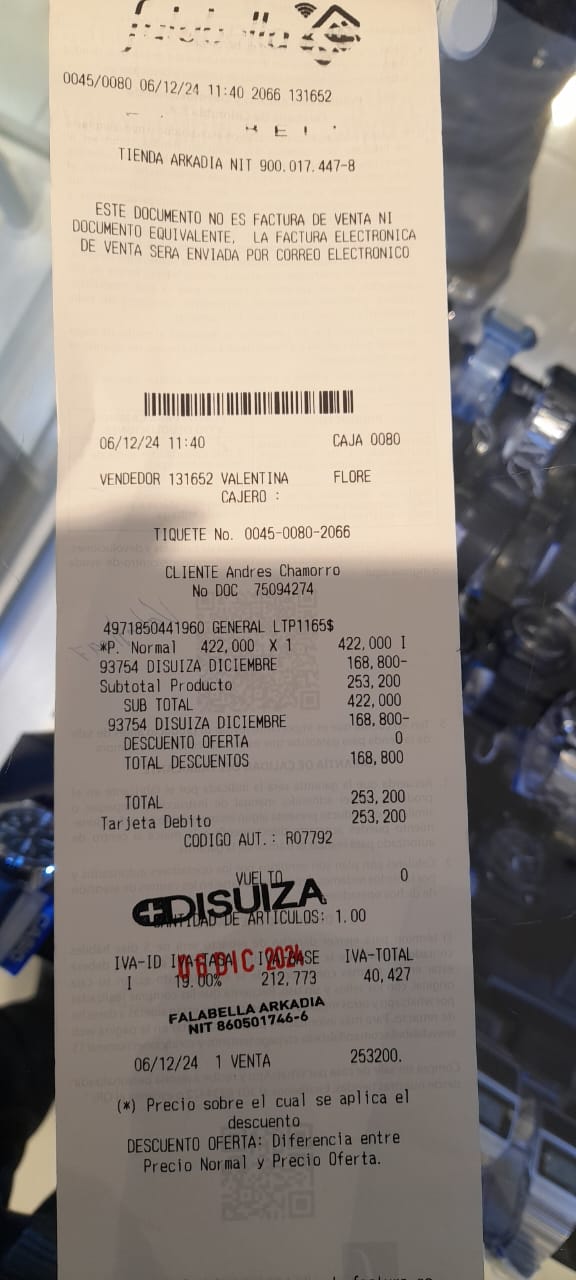 falabella
0045/0080 06/12/24 11:40 2066 131652
TIENDA ARKADIA NIT 900.017.447-8
ESTE DOCUMENTO NO ES FACTURA DE VENTA NI
DOCUMENTO EQUIVALENTE, LA FACTURA ELECTRONICA
DE VENTA SERA ENVIADA POR CORREO ELECTRONICO
06/12/24 11:40 CAJA 0080
VENDEDOR 131652 VALENTINA FLORE
CAJERO :
TIQUETE No. 0045-0080-2066
CLIENTE Andres Chamorro
No DOC 75094274
4971850441960 GENERAL LTP1165$
*P. Normal 422,000 X 1 422,000 I
93754 DISUIZA DICIEMBRE 168,800-
Subtotal Producto 253,200
SUB TOTAL 422,000
93754 DISUIZA DICIEMBRE 168,800-
DESCUENTO OFERTA 0
TOTAL DESCUENTOS 168,800
TOTAL 253,200
Tarjeta Debito 253,200
CODIGO AUT.: R07792
VUELTO 0
DISUIZA
CANTIDAD DE ARTICULOS: 1.00
06 DIC 2024
IVA-ID IVA-TASA IVA-BASE IVA-TOTAL
I 19.00% 212,773 40,427
FALABELLA ARKADIA
NIT 860501746-6
06/12/24 1 VENTA 253200.
(*) Precio sobre el cual se aplica el
descuento
DESCUENTO OFERTA: Diferencia entre
Precio Normal y Precio Oferta.